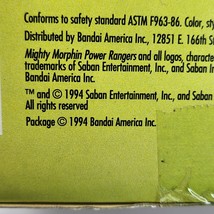 Conforms to safety standard ASTM F963-86. Color, sty
Distributed by Bandai America Inc., 12851 E. 166th S
Mighty Morphin Power Rangers and all logos, characte
trademarks of Saban Entertainment, Inc., and Saban In
Bandai America Inc.
TM and © 1994 Saban Entertainment, Inc., and Saban
All rights reserved
Package © 1994 Bandai America Inc.